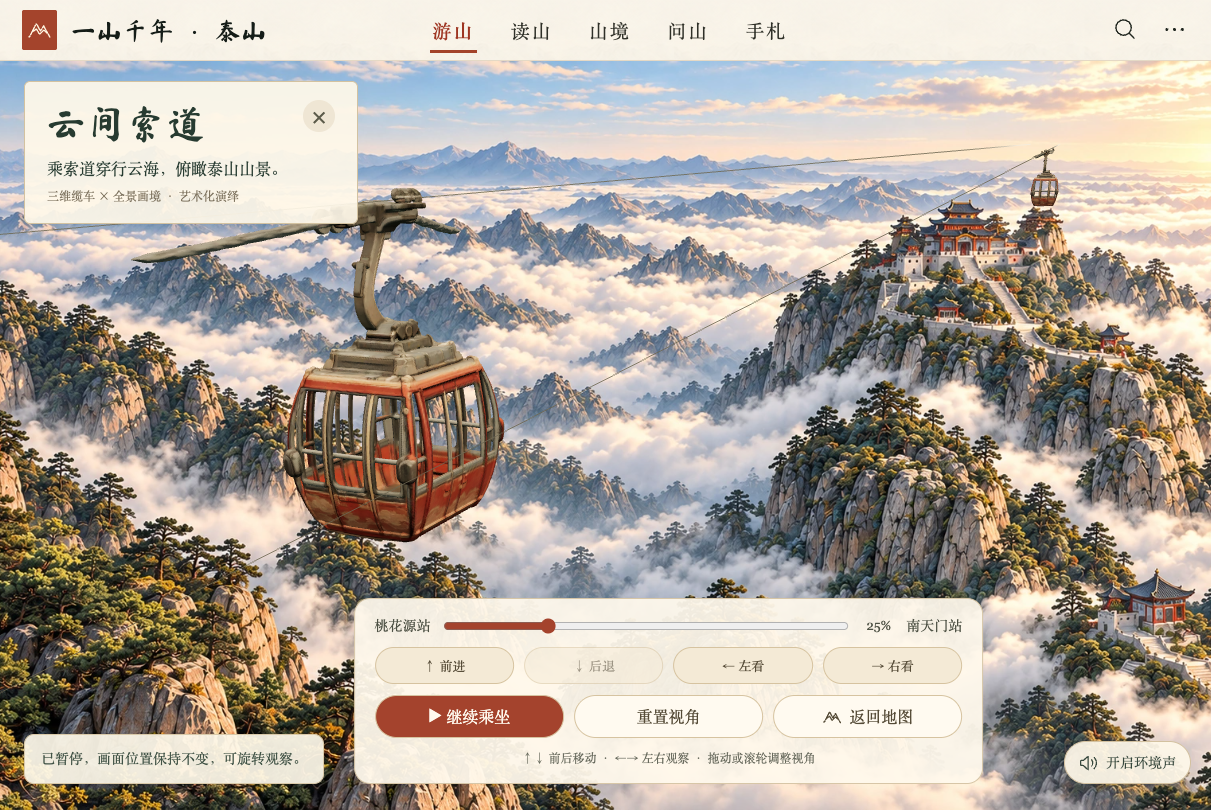 一山千年 · 泰山
游山 读山 山境 问山 手札
云间索道
乘索道穿行云海，俯瞰泰山山景。
三维缆车 × 全景画境 · 艺术化演绎
桃花源站 25% 南天门站
↑ 前进 ↓ 后退 ← 左看 → 右看
▶ 继续乘坐 重置视角 返回地图
↑ ↓ 前后移动 · ←→ 左右观察 · 拖动或滚轮调整视角
已暂停，画面位置保持不变，可旋转观察。
开启环境声